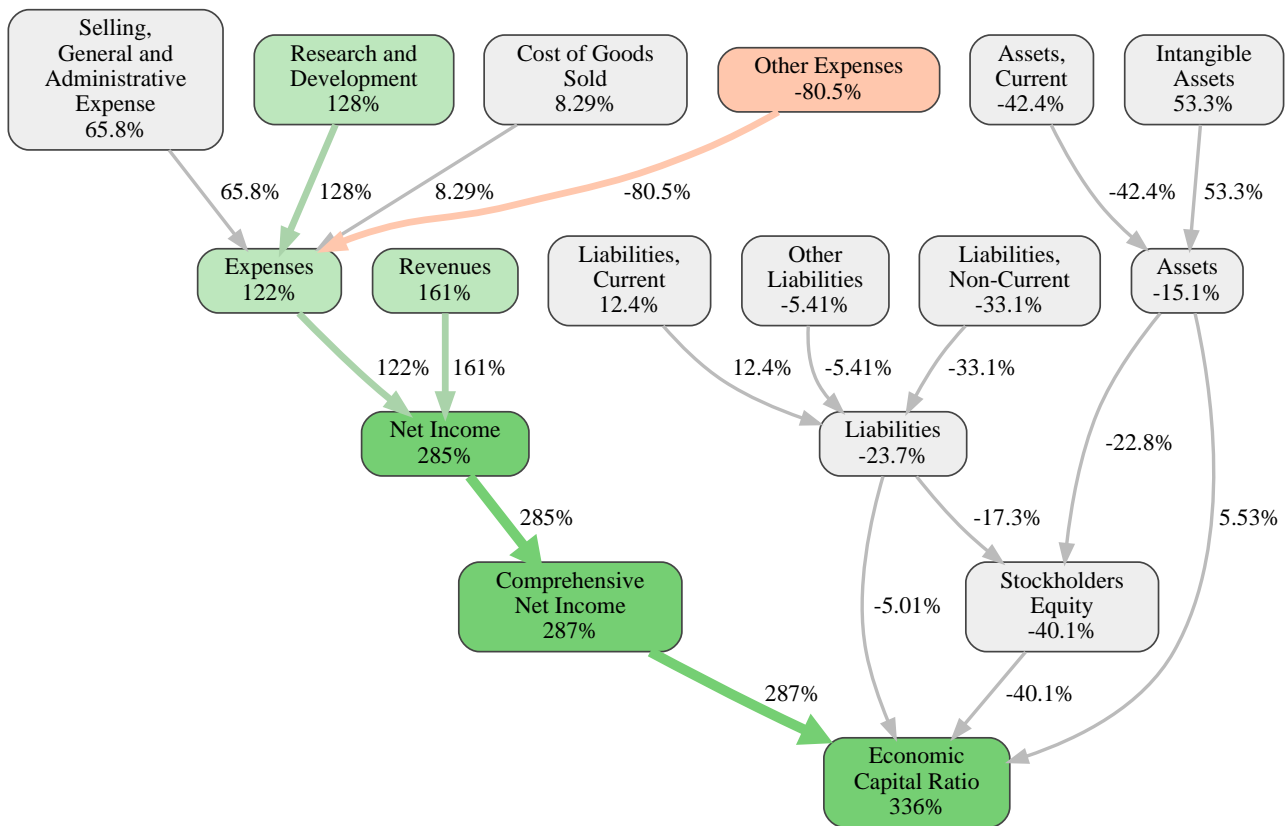 Selling,
General and
Administrative
Expense
65.8%
Research and
Development
128%
Cost of Goods
Sold
8.29%
Other Expenses
-80.5%
Assets,
Current
-42.4%
Intangible
Assets
53.3%
65.8%
128%
8.29%
-80.5%
-42.4%
53.3%
Expenses
122%
Revenues
161%
Liabilities,
Current
12.4%
Other
Liabilities
-5.41%
Liabilities,
Non-Current
-33.1%
Assets
-15.1%
122%
161%
12.4%
-5.41%
-33.1%
Net Income
285%
Liabilities
-23.7%
-22.8%
285%
-17.3%
5.53%
Comprehensive
Net Income
287%
-5.01%
Stockholders
Equity
-40.1%
287%
-40.1%
Economic
Capital Ratio
336%